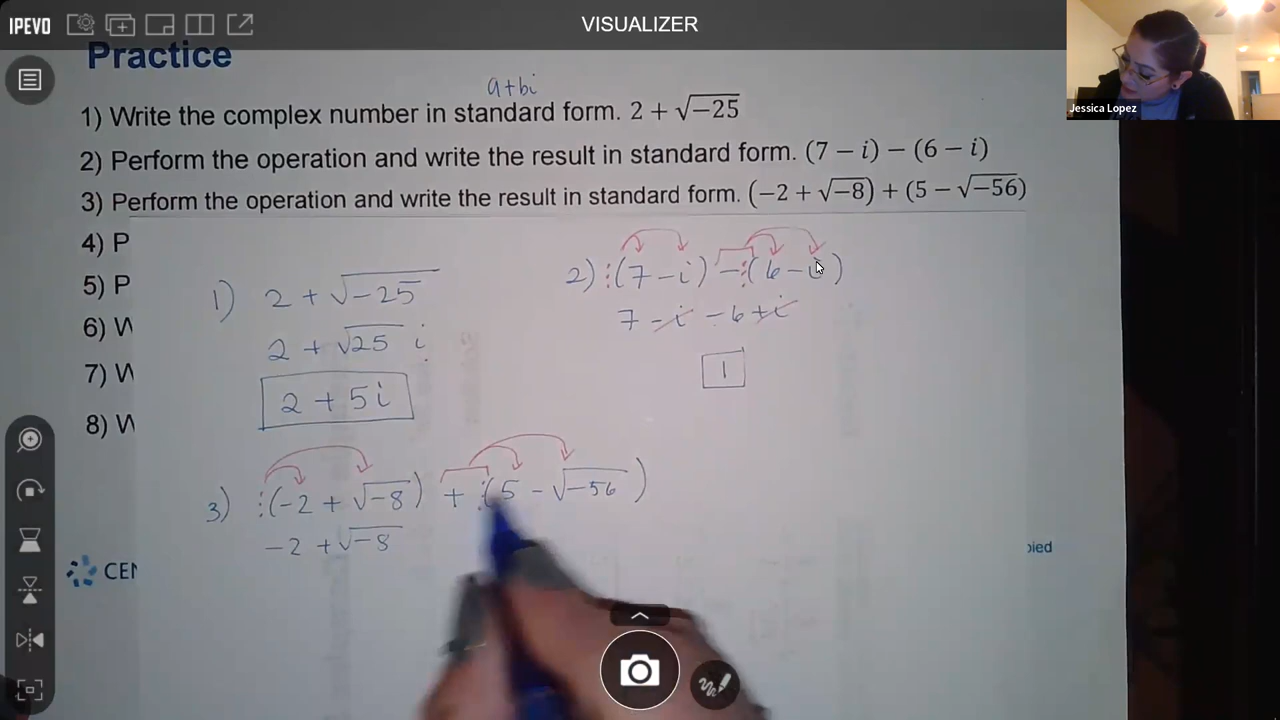 IPEVO
VISUALIZER
Jessica Lopez
Practice
a+bi
1) Write the complex number in standard form. 2 + √−25
2) Perform the operation and write the result in standard form. (7 − i) − (6 − i)
3) Perform the operation and write the result in standard form. (−2 + √−8) + (5 − √−56)
4) P
5) P
6) W
7) W
8) W
1) 2 + √−25
2 + √25 i
2 + 5i
2) (7 − i) − (6 − i)
7 − i − 6 + i
1
3) (−2 + √−8) + (5 − √−56)
−2 + √−8
CEN
pied